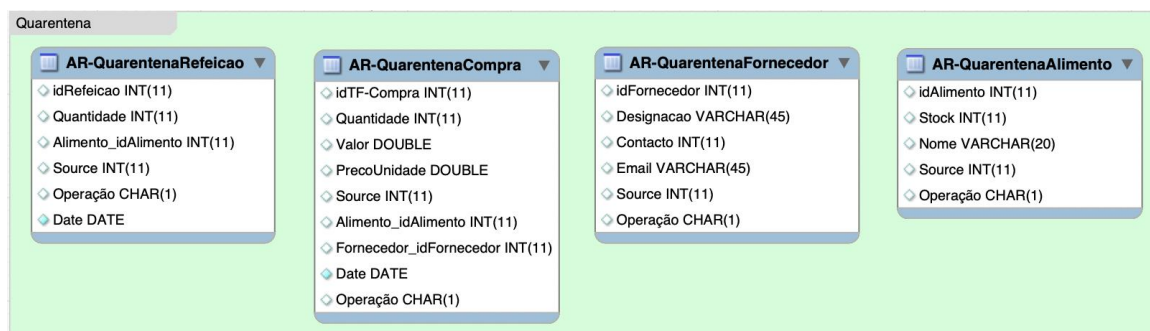 Quarentena
AR-QuarentenaRefeicao
idRefeicao INT(11)
Quantidade INT(11)
Alimento_idAlimento INT(11)
Source INT(11)
Operação CHAR(1)
Date DATE
AR-QuarentenaCompra
idTF-Compra INT(11)
Quantidade INT(11)
Valor DOUBLE
PrecoUnidade DOUBLE
Source INT(11)
Alimento_idAlimento INT(11)
Fornecedor_idFornecedor INT(11)
Date DATE
Operação CHAR(1)
AR-QuarentenaFornecedor
idFornecedor INT(11)
Designacao VARCHAR(45)
Contacto INT(11)
Email VARCHAR(45)
Source INT(11)
Operação CHAR(1)
AR-QuarentenaAlimento
idAlimento INT(11)
Stock INT(11)
Nome VARCHAR(20)
Source INT(11)
Operação CHAR(1)